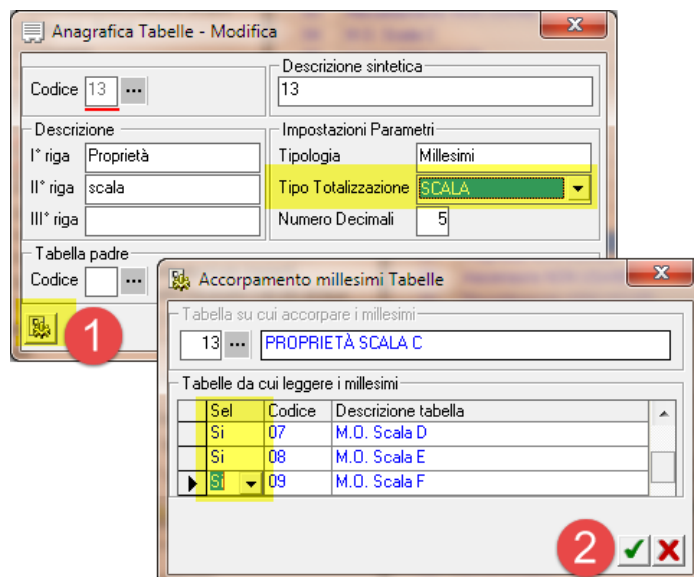 Anagrafica Tabelle - Modifica
Codice 13 ...
Descrizione sintetica
13
Descrizione
I° riga Proprietà
II° riga scala
III° riga
Impostazioni Parametri
Tipologia Millesimi
Tipo Totalizzazione SCALA
Numero Decimali 5
Tabella padre
Codice ...
1
Accorpamento millesimi Tabelle
Tabella su cui accorpare i millesimi
13 ... PROPRIETÀ SCALA C
Tabelle da cui leggere i millesimi
Sel Codice Descrizione tabella
Si 07 M.O. Scala D
Si 08 M.O. Scala E
Si 09 M.O. Scala F
2